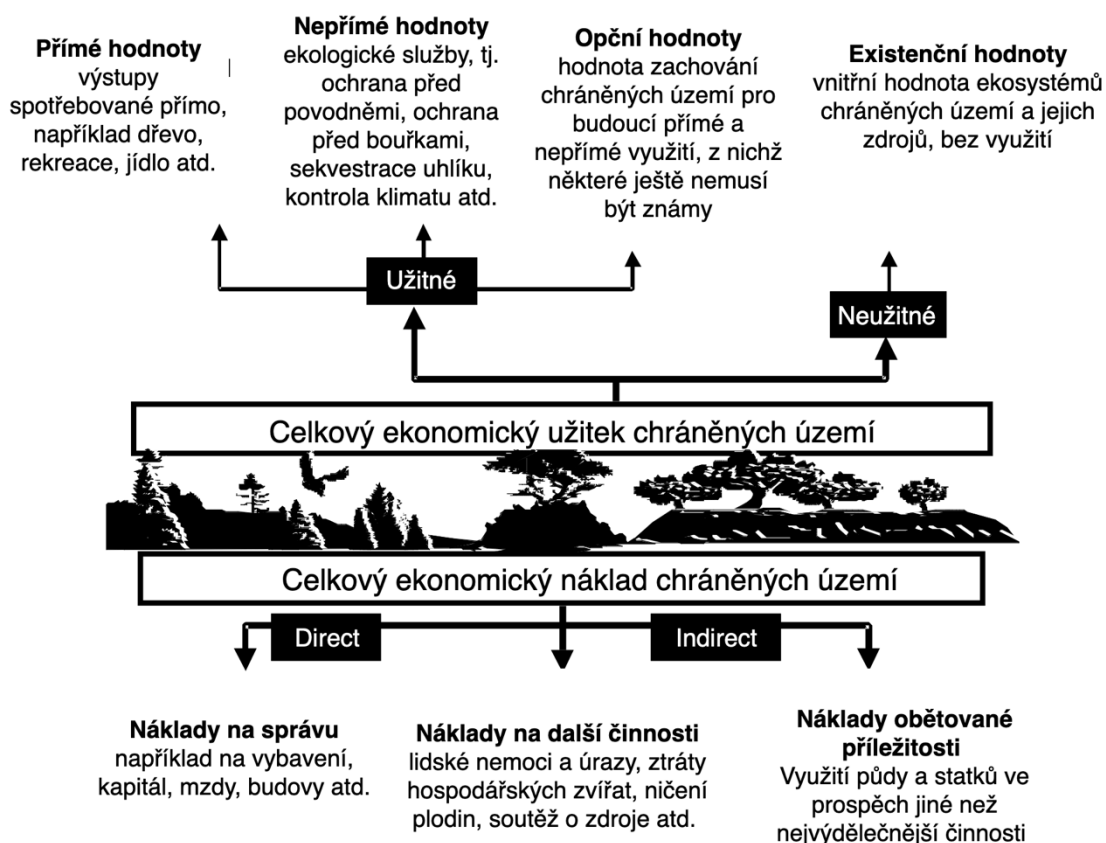 Přímé hodnoty
výstupy
spotřebované přímo,
například dřevo,
rekreace, jídlo atd.
Nepřímé hodnoty
ekologické služby, tj.
ochrana před
povodněmi, ochrana
před bouřkami,
sekvestrace uhlíku,
kontrola klimatu atd.
Opční hodnoty
hodnota zachování
chráněných území pro
budoucí přímé a
nepřímé využití, z nichž
některé ještě nemusí
být známy
Existenční hodnoty
vnitřní hodnota ekosystémů
chráněných území a jejich
zdrojů, bez využití
Užitné
Neužitné
Celkový ekonomický užitek chráněných území
Celkový ekonomický náklad chráněných území
Direct
Indirect
Náklady na správu
například na vybavení,
kapitál, mzdy, budovy atd.
Náklady na další činnosti
lidské nemoci a úrazy, ztráty
hospodářských zvířat, ničení
plodin, soutěž o zdroje atd.
Náklady obětované
příležitosti
Využití půdy a statků ve
prospěch jiné než
nejvýdělečnější činnosti